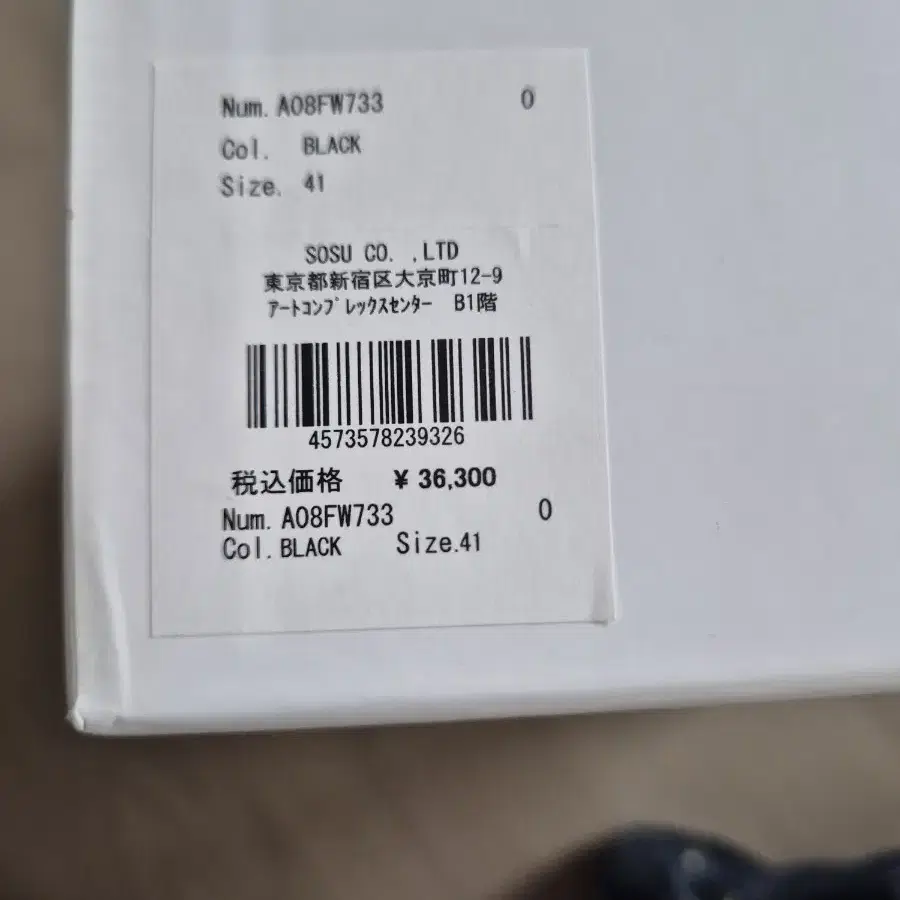 Num. A08FW733 0
Col. BLACK
Size. 41
SOSU CO. ,LTD
東京都新宿区大京町12-9
ｱｰﾄｺﾝﾌﾟﾚｯｸｽｾﾝﾀｰ B1階
4573578239326
税込価格 ¥ 36,300
Num. A08FW733 0
Col. BLACK Size.41